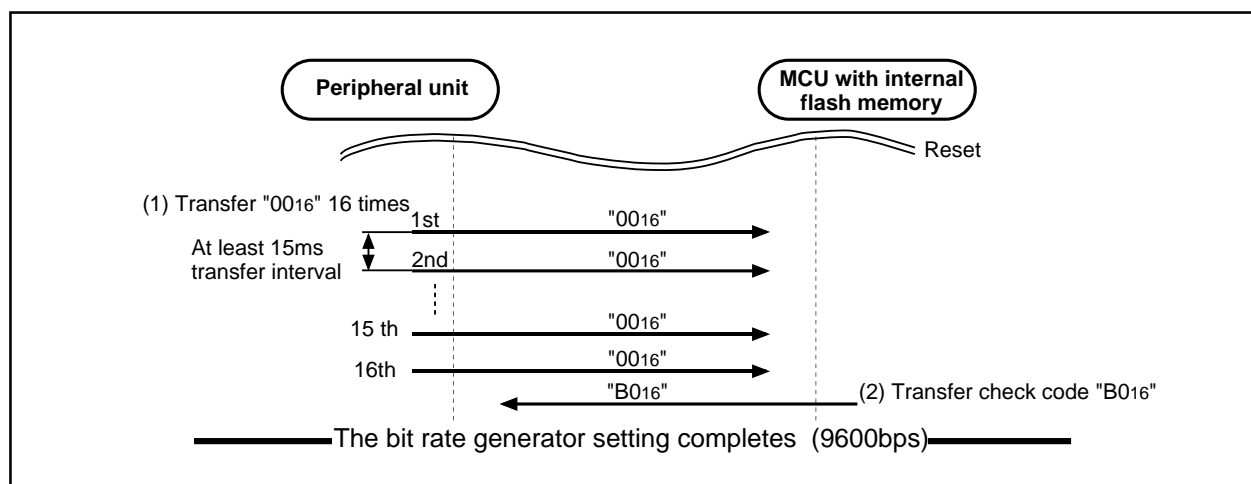 Peripheral unit
MCU with internal
flash memory
Reset
(1) Transfer "0016" 16 times
1st
"0016"
At least 15ms
transfer interval
2nd
"0016"
15 th
"0016"
16th
"0016"
"B016"
(2) Transfer check code "B016"
The bit rate generator setting completes (9600bps)